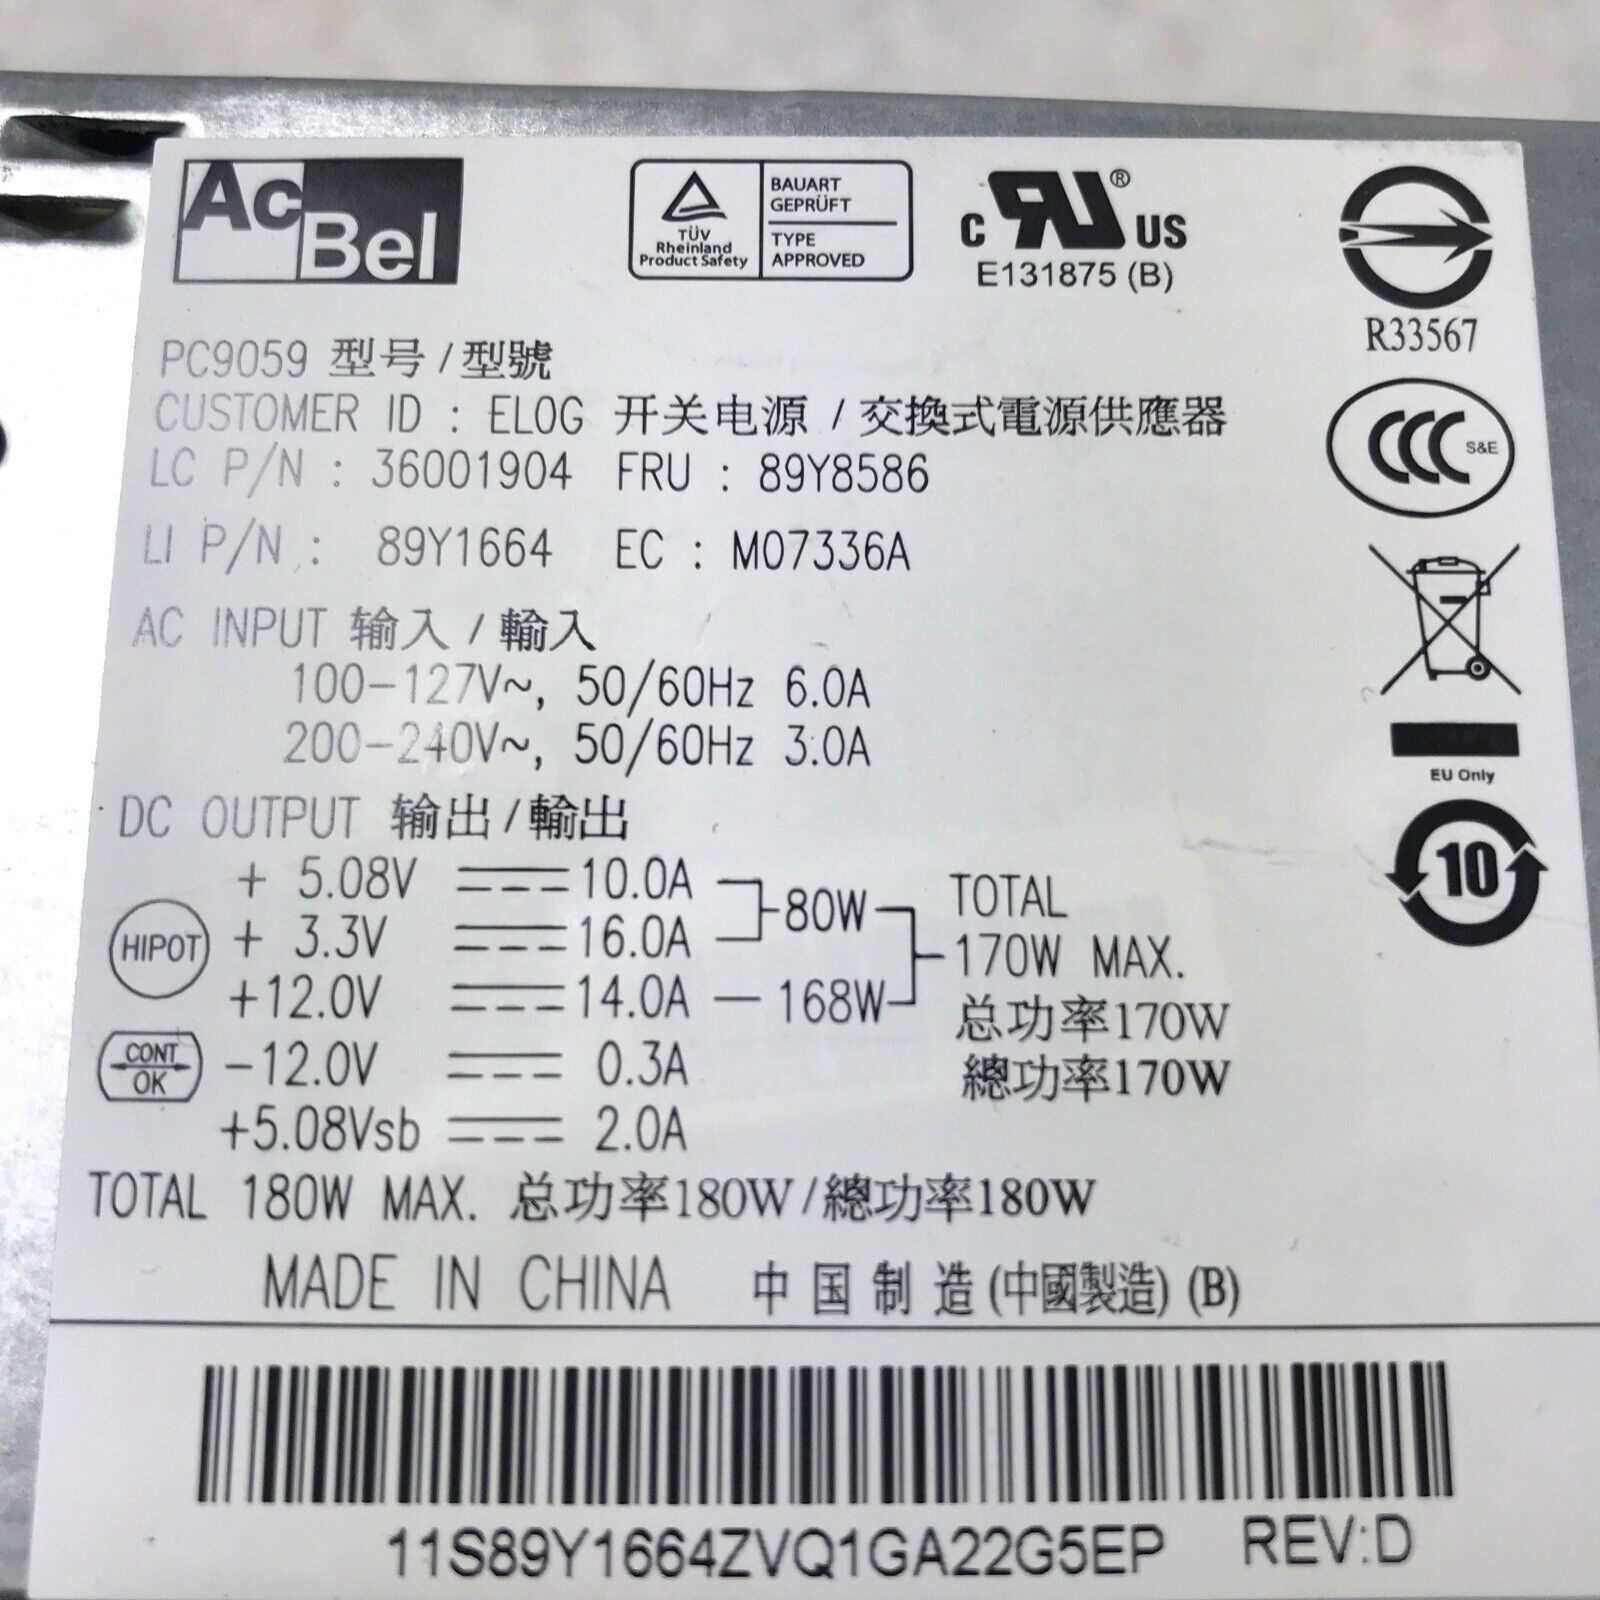 AcBel
TÜV
Rheinland
Product Safety
BAUART
GEPRÜFT
TYPE
APPROVED
c RU ® US
E131875 (B)
R33567
PC9059 型号 / 型號
CUSTOMER ID : EL0G 开关电源 / 交換式電源供應器
LC P/N : 36001904 FRU : 89Y8586
CCC S&E
LI P/N : 89Y1664 EC : M07336A
AC INPUT 输入 / 輸入
100-127V~, 50/60Hz 6.0A
200-240V~, 50/60Hz 3.0A
EU Only
DC OUTPUT 输出 / 輸出
10
+ 5.08V 10.0A
+ 3.3V 16.0A
80W
+12.0V 14.0A — 168W
TOTAL
170W MAX.
总功率170W
總功率170W
HIPOT
-12.0V 0.3A
CONT
OK
+5.08Vsb 2.0A
TOTAL 180W MAX. 总功率180W/總功率180W
MADE IN CHINA 中国制造(中國製造) (B)
11S89Y1664ZVQ1GA22G5EP REV:D